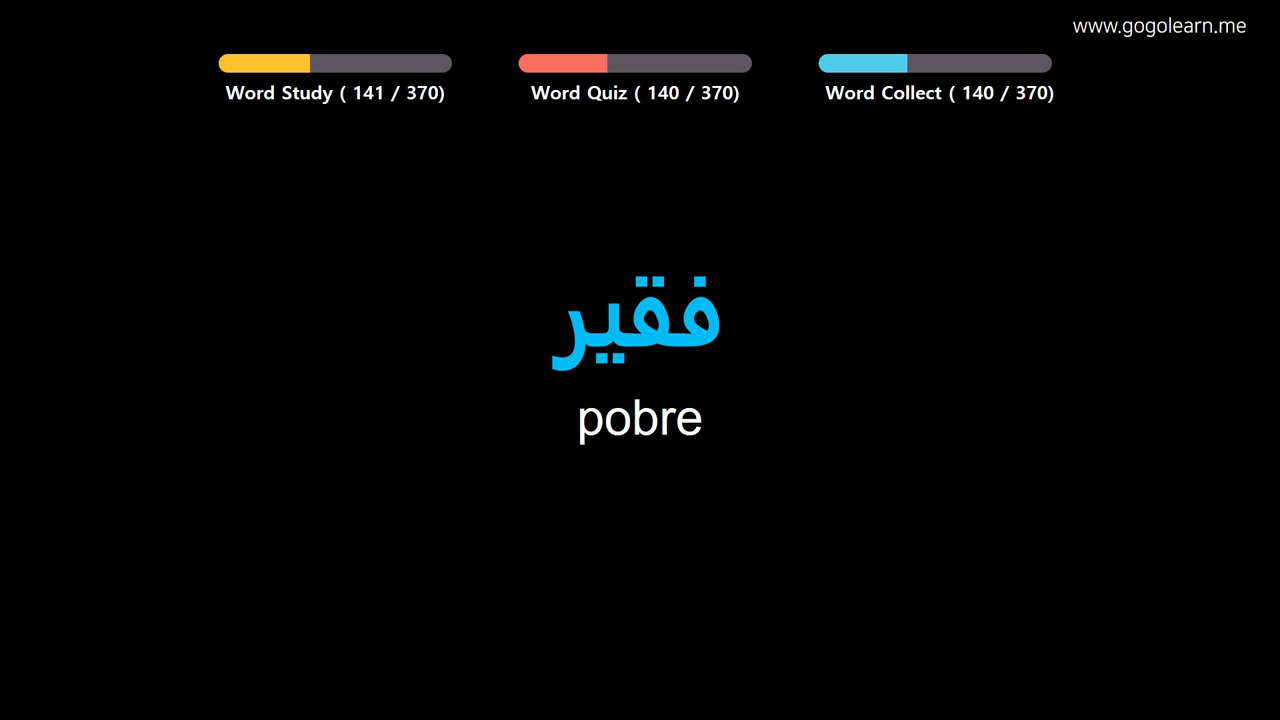 www.gogolearn.me
Word Study ( 141 / 370)
Word Quiz ( 140 / 370)
Word Collect ( 140 / 370)
فقير
pobre